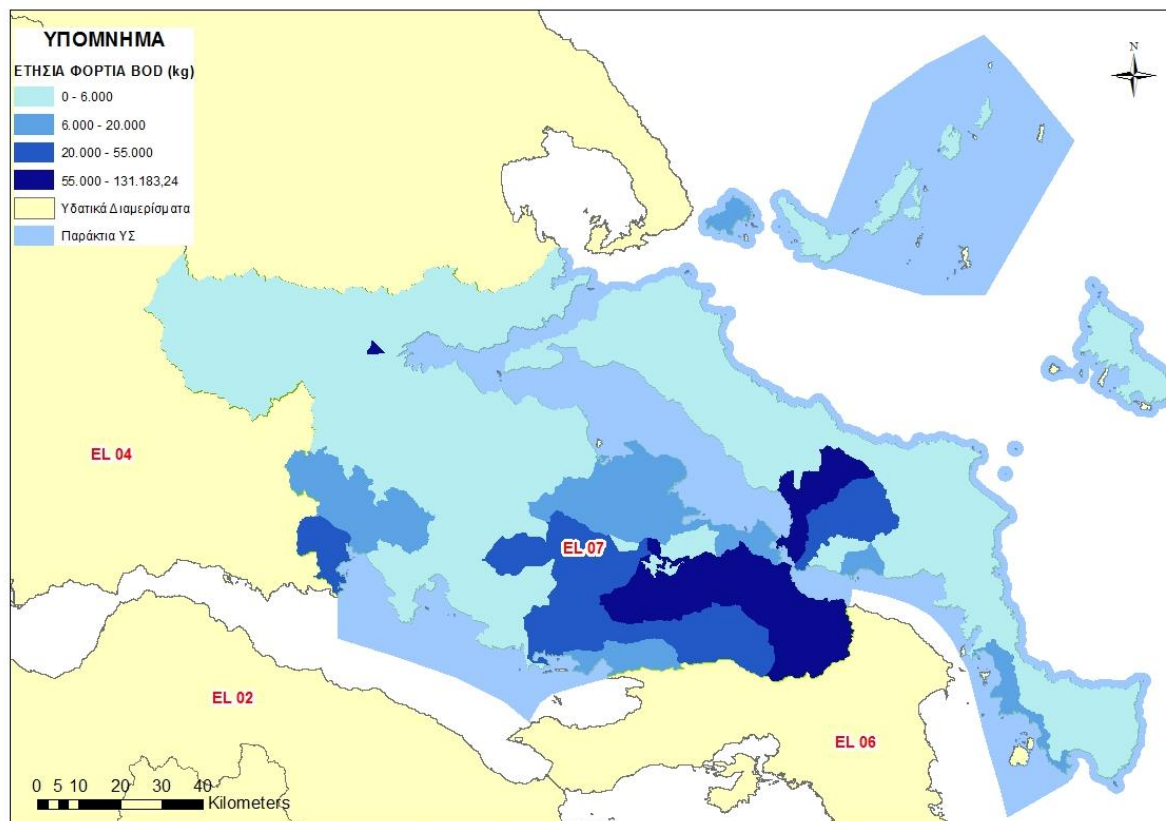 ΥΠΟΜΝΗΜΑ
ΕΤΗΣΙΑ ΦΟΡΤΙΑ BOD (kg)
0 - 6.000
6.000 - 20.000
20.000 - 55.000
55.000 - 131.183,24
Υδατικά Διαμερίσματα
Παράκτια ΥΣ
N
EL 04
EL 07
EL 02
EL 06
0 5 10 20 30 40
Kilometers